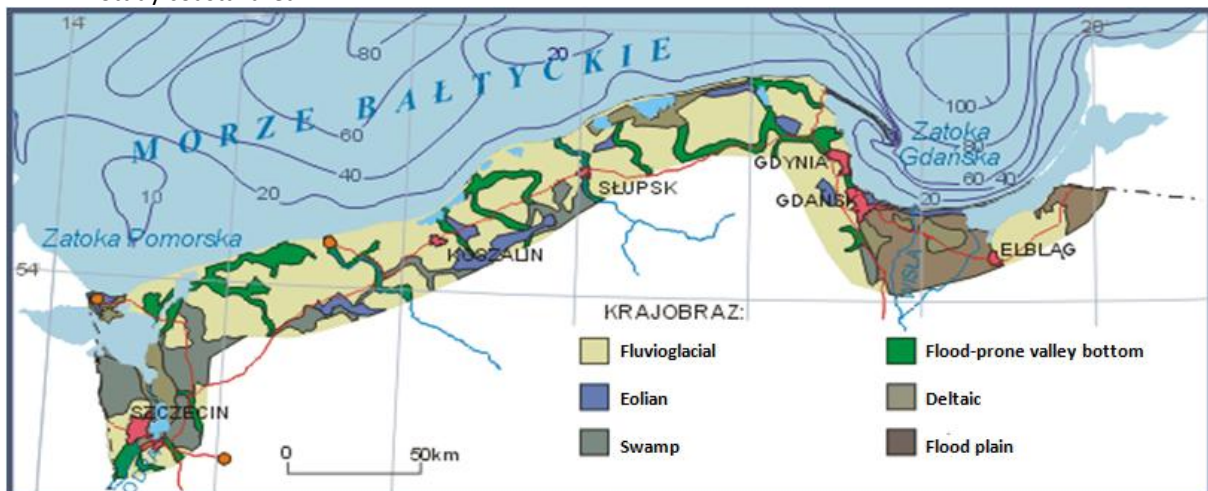 14
20
80
20
MORZE BAŁTYCKIE
100
60
Zatoka
Gdańska
80
40
GDYNIA
60
40
20
10
SŁUPSK
GDAŃSK
20
Zatoka Pomorska
KOSZALIN
ELBLĄG
54
WISŁA
KRAJOBRAZ:
Fluvioglacial
Flood-prone valley bottom
Eolian
Deltaic
SZCZECIN
Swamp
Flood plain
0
50km